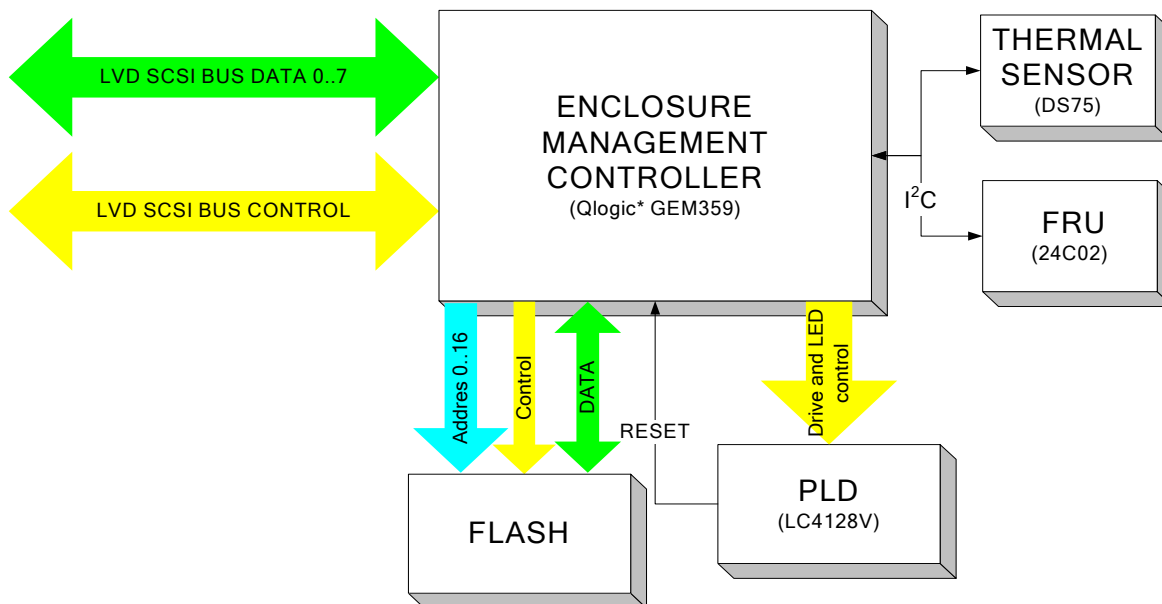 LVD SCSI BUS DATA 0..7
LVD SCSI BUS CONTROL
ENCLOSURE
MANAGEMENT
CONTROLLER
(Qlogic* GEM359)
THERMAL
SENSOR
(DS75)
I²C
FRU
(24C02)
Addres 0..16
Control
DATA
RESET
Drive and LED
control
FLASH
PLD
(LC4128V)